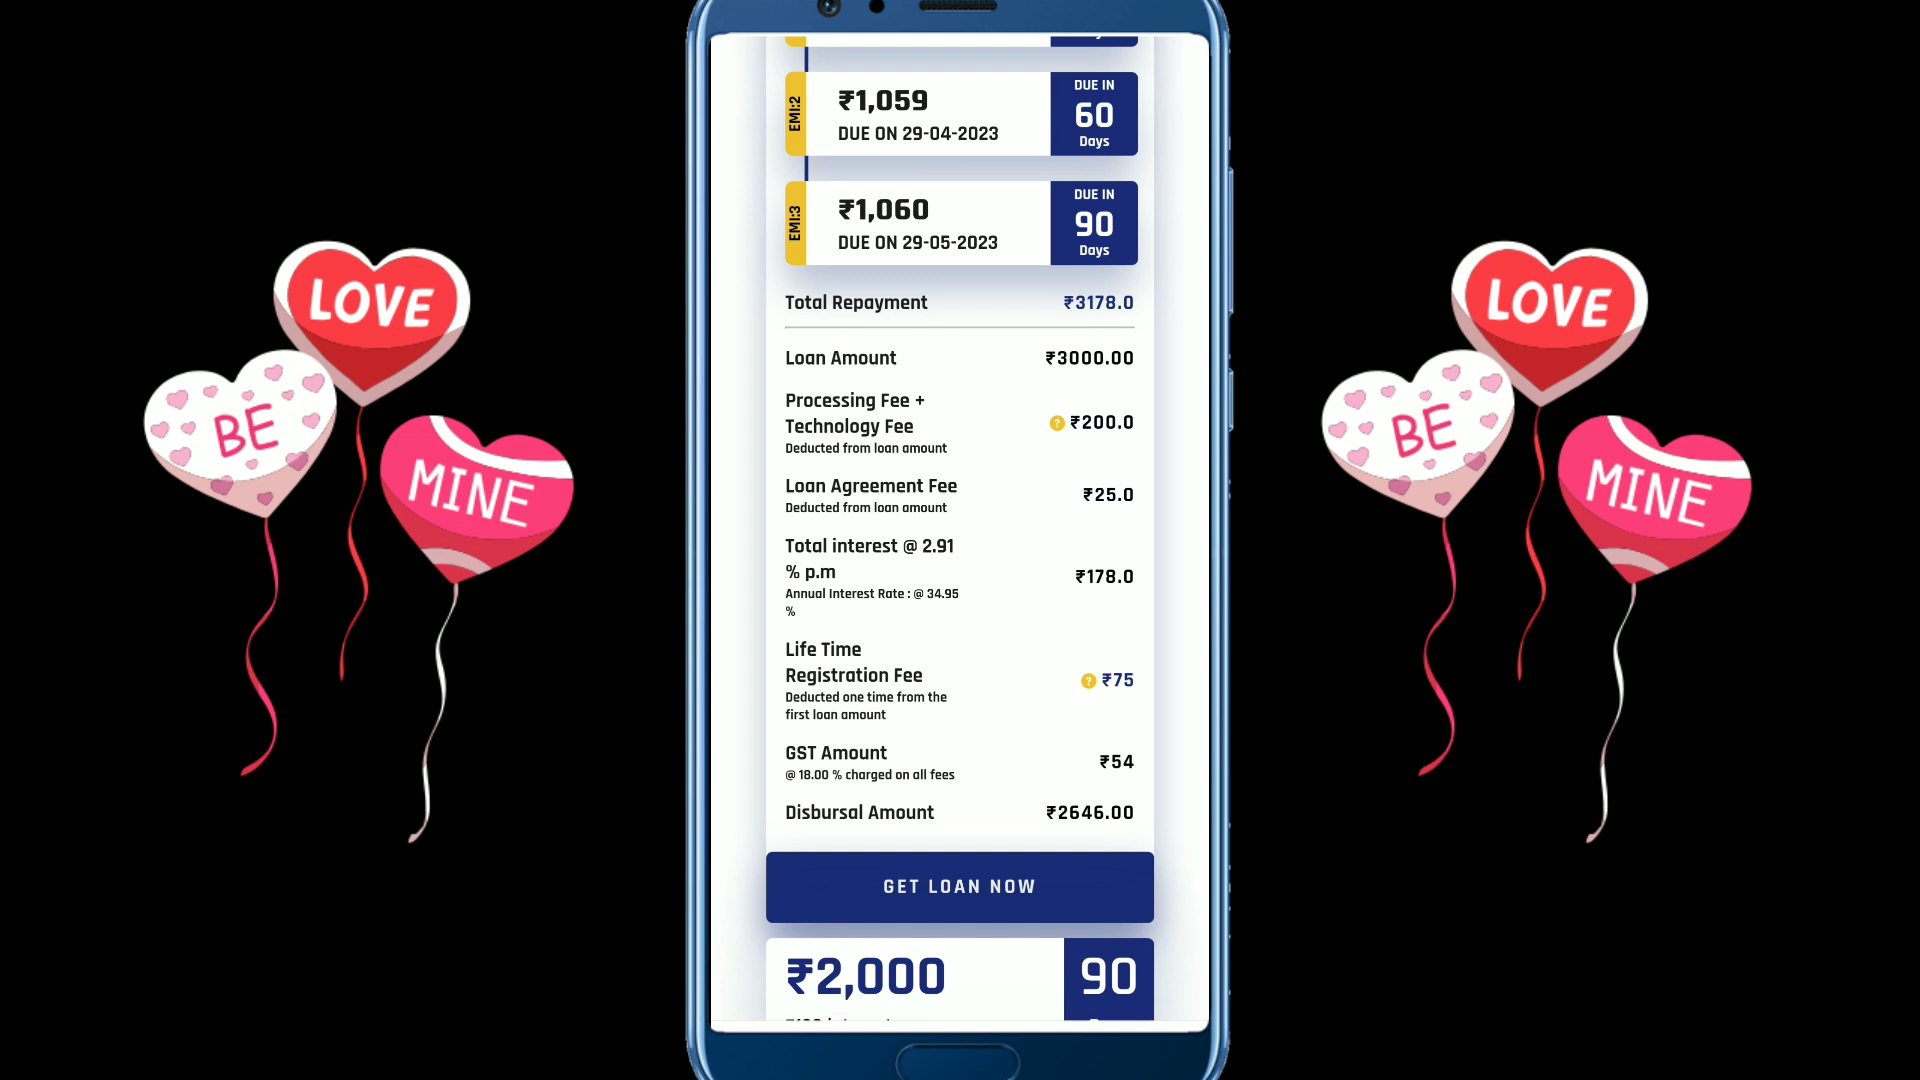 EMI:2
₹1,059
DUE ON 29-04-2023
DUE IN
60
Days
EMI:3
₹1,060
DUE ON 29-05-2023
DUE IN
90
Days
Total Repayment ₹3178.0
Loan Amount ₹3000.00
Processing Fee +
Technology Fee
Deducted from loan amount
? ₹200.0
Loan Agreement Fee
Deducted from loan amount
₹25.0
Total interest @ 2.91
% p.m
Annual Interest Rate : @ 34.95
%
₹178.0
Life Time
Registration Fee
Deducted one time from the
first loan amount
? ₹75
GST Amount
@ 18.00 % charged on all fees
₹54
Disbursal Amount ₹2646.00
GET LOAN NOW
₹2,000
90
LOVE
BE
MINE
LOVE
BE
MINE